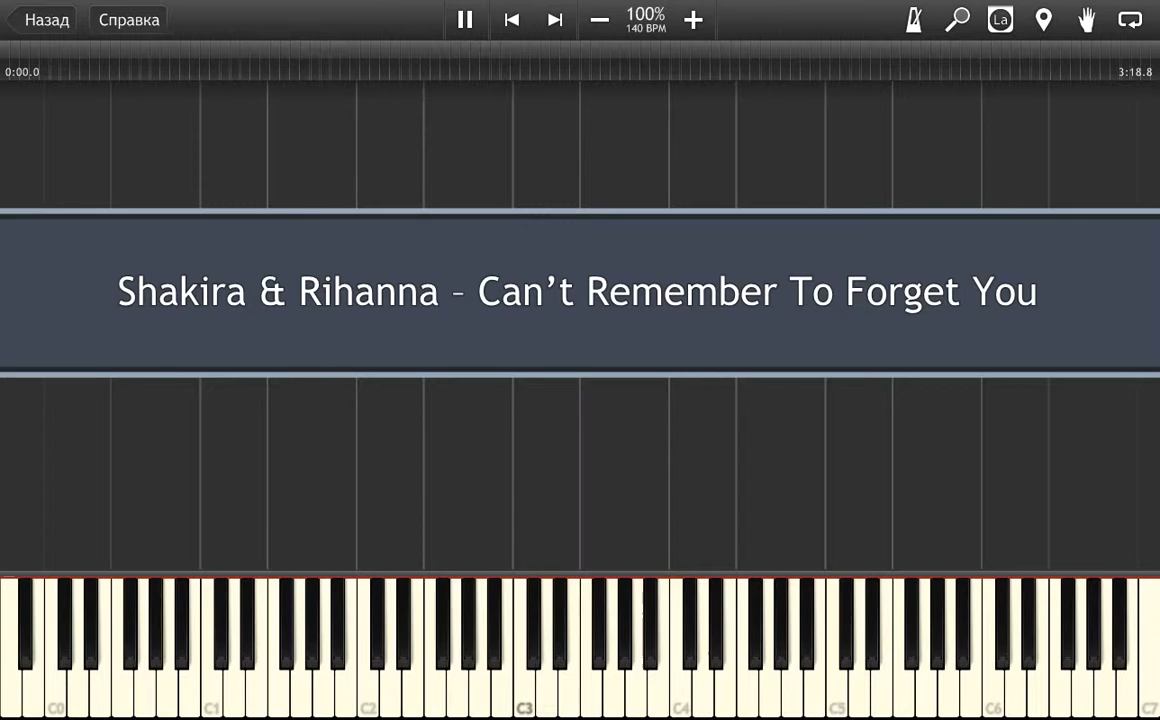 Назад Справка 100% La
140 BPM
0:00.0 3:18.8
Shakira & Rihanna – Can’t Remember To Forget You
C0 C1 C2 C3 C4 C5 C6 C7